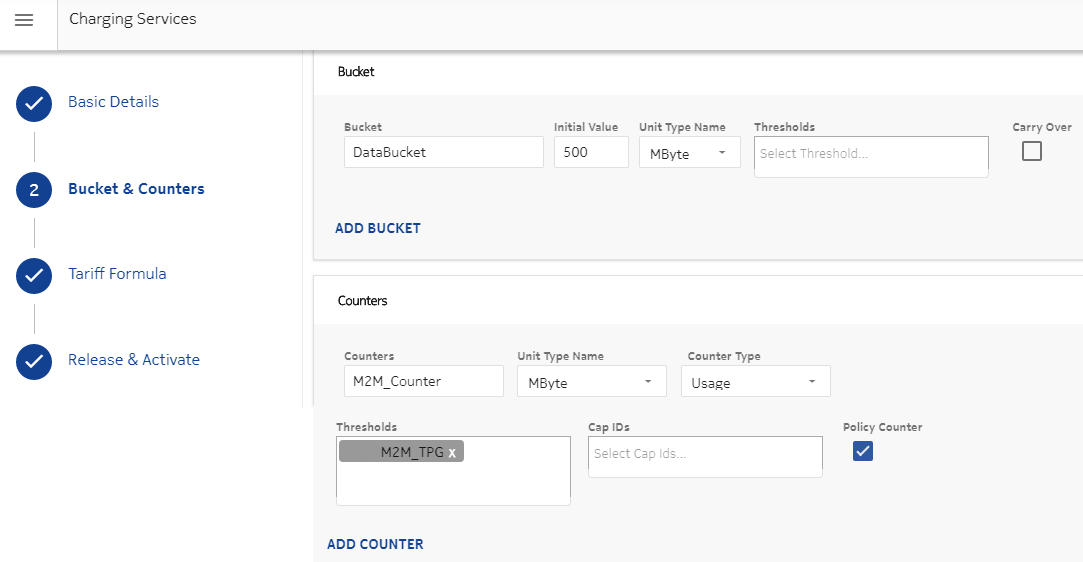 Charging Services
Basic Details
2 Bucket & Counters
Tariff Formula
Release & Activate
Bucket
Bucket Initial Value Unit Type Name Thresholds Carry Over
DataBucket 500 MByte Select Threshold...
ADD BUCKET
Counters
Counters Unit Type Name Counter Type
M2M_Counter MByte Usage
Thresholds Cap IDs Policy Counter
M2M_TPG x Select Cap Ids...
ADD COUNTER